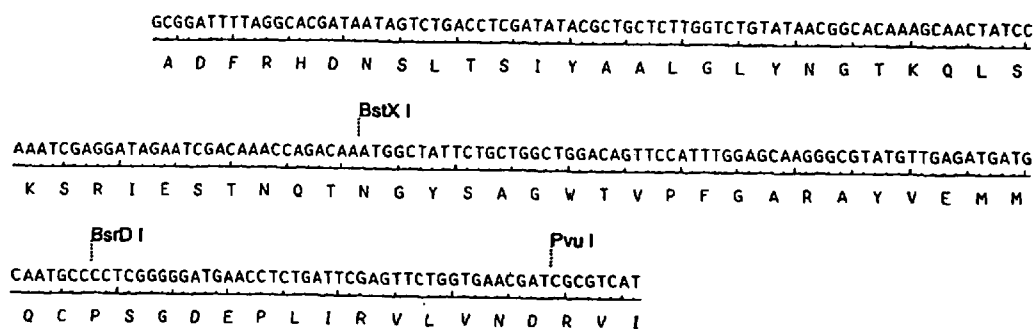 GCGGATTTTAGGCACGATAATAGTCTGACCTCGATATACGCTGCTCTTGGTCTGTATAACGGCACAAAGCAACTATCC
A D F R H D N S L T S I Y A A L G L Y N G T K Q L S
BstX I
AAATCGAGGATAGAATCGACAAACCAGACAAATGGCTATTCTGCTGGCTGGACAGTTCCATTTGGAGCAAGGGCGTATGTTGAGATGATG
K S R I E S T N Q T N G Y S A G W T V P F G A R A Y V E M M
BsrD I Pvu I
CAATGCCCCTCGGGGGATGAACCTCTGATTCGAGTTCTGGTGAACGATCGCGTCAT
Q C P S G D E P L I R V L V N D R V I